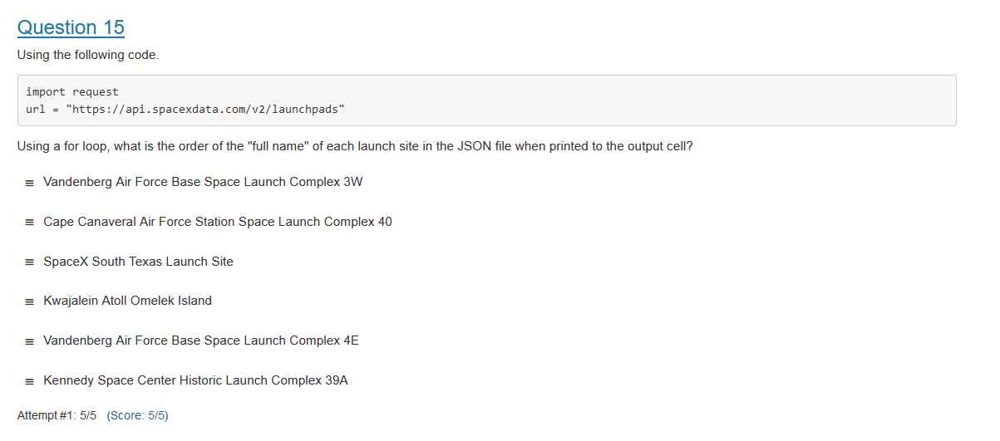 Question 15
Using the following code.
import request
url = "https://api.spacexdata.com/v2/launchpads"
Using a for loop, what is the order of the "full name" of each launch site in the JSON file when printed to the output cell?
Vandenberg Air Force Base Space Launch Complex 3W
Cape Canaveral Air Force Station Space Launch Complex 40
SpaceX South Texas Launch Site
Kwajalein Atoll Omelek Island
Vandenberg Air Force Base Space Launch Complex 4E
Kennedy Space Center Historic Launch Complex 39A
Attempt #1: 5/5 (Score: 5/5)